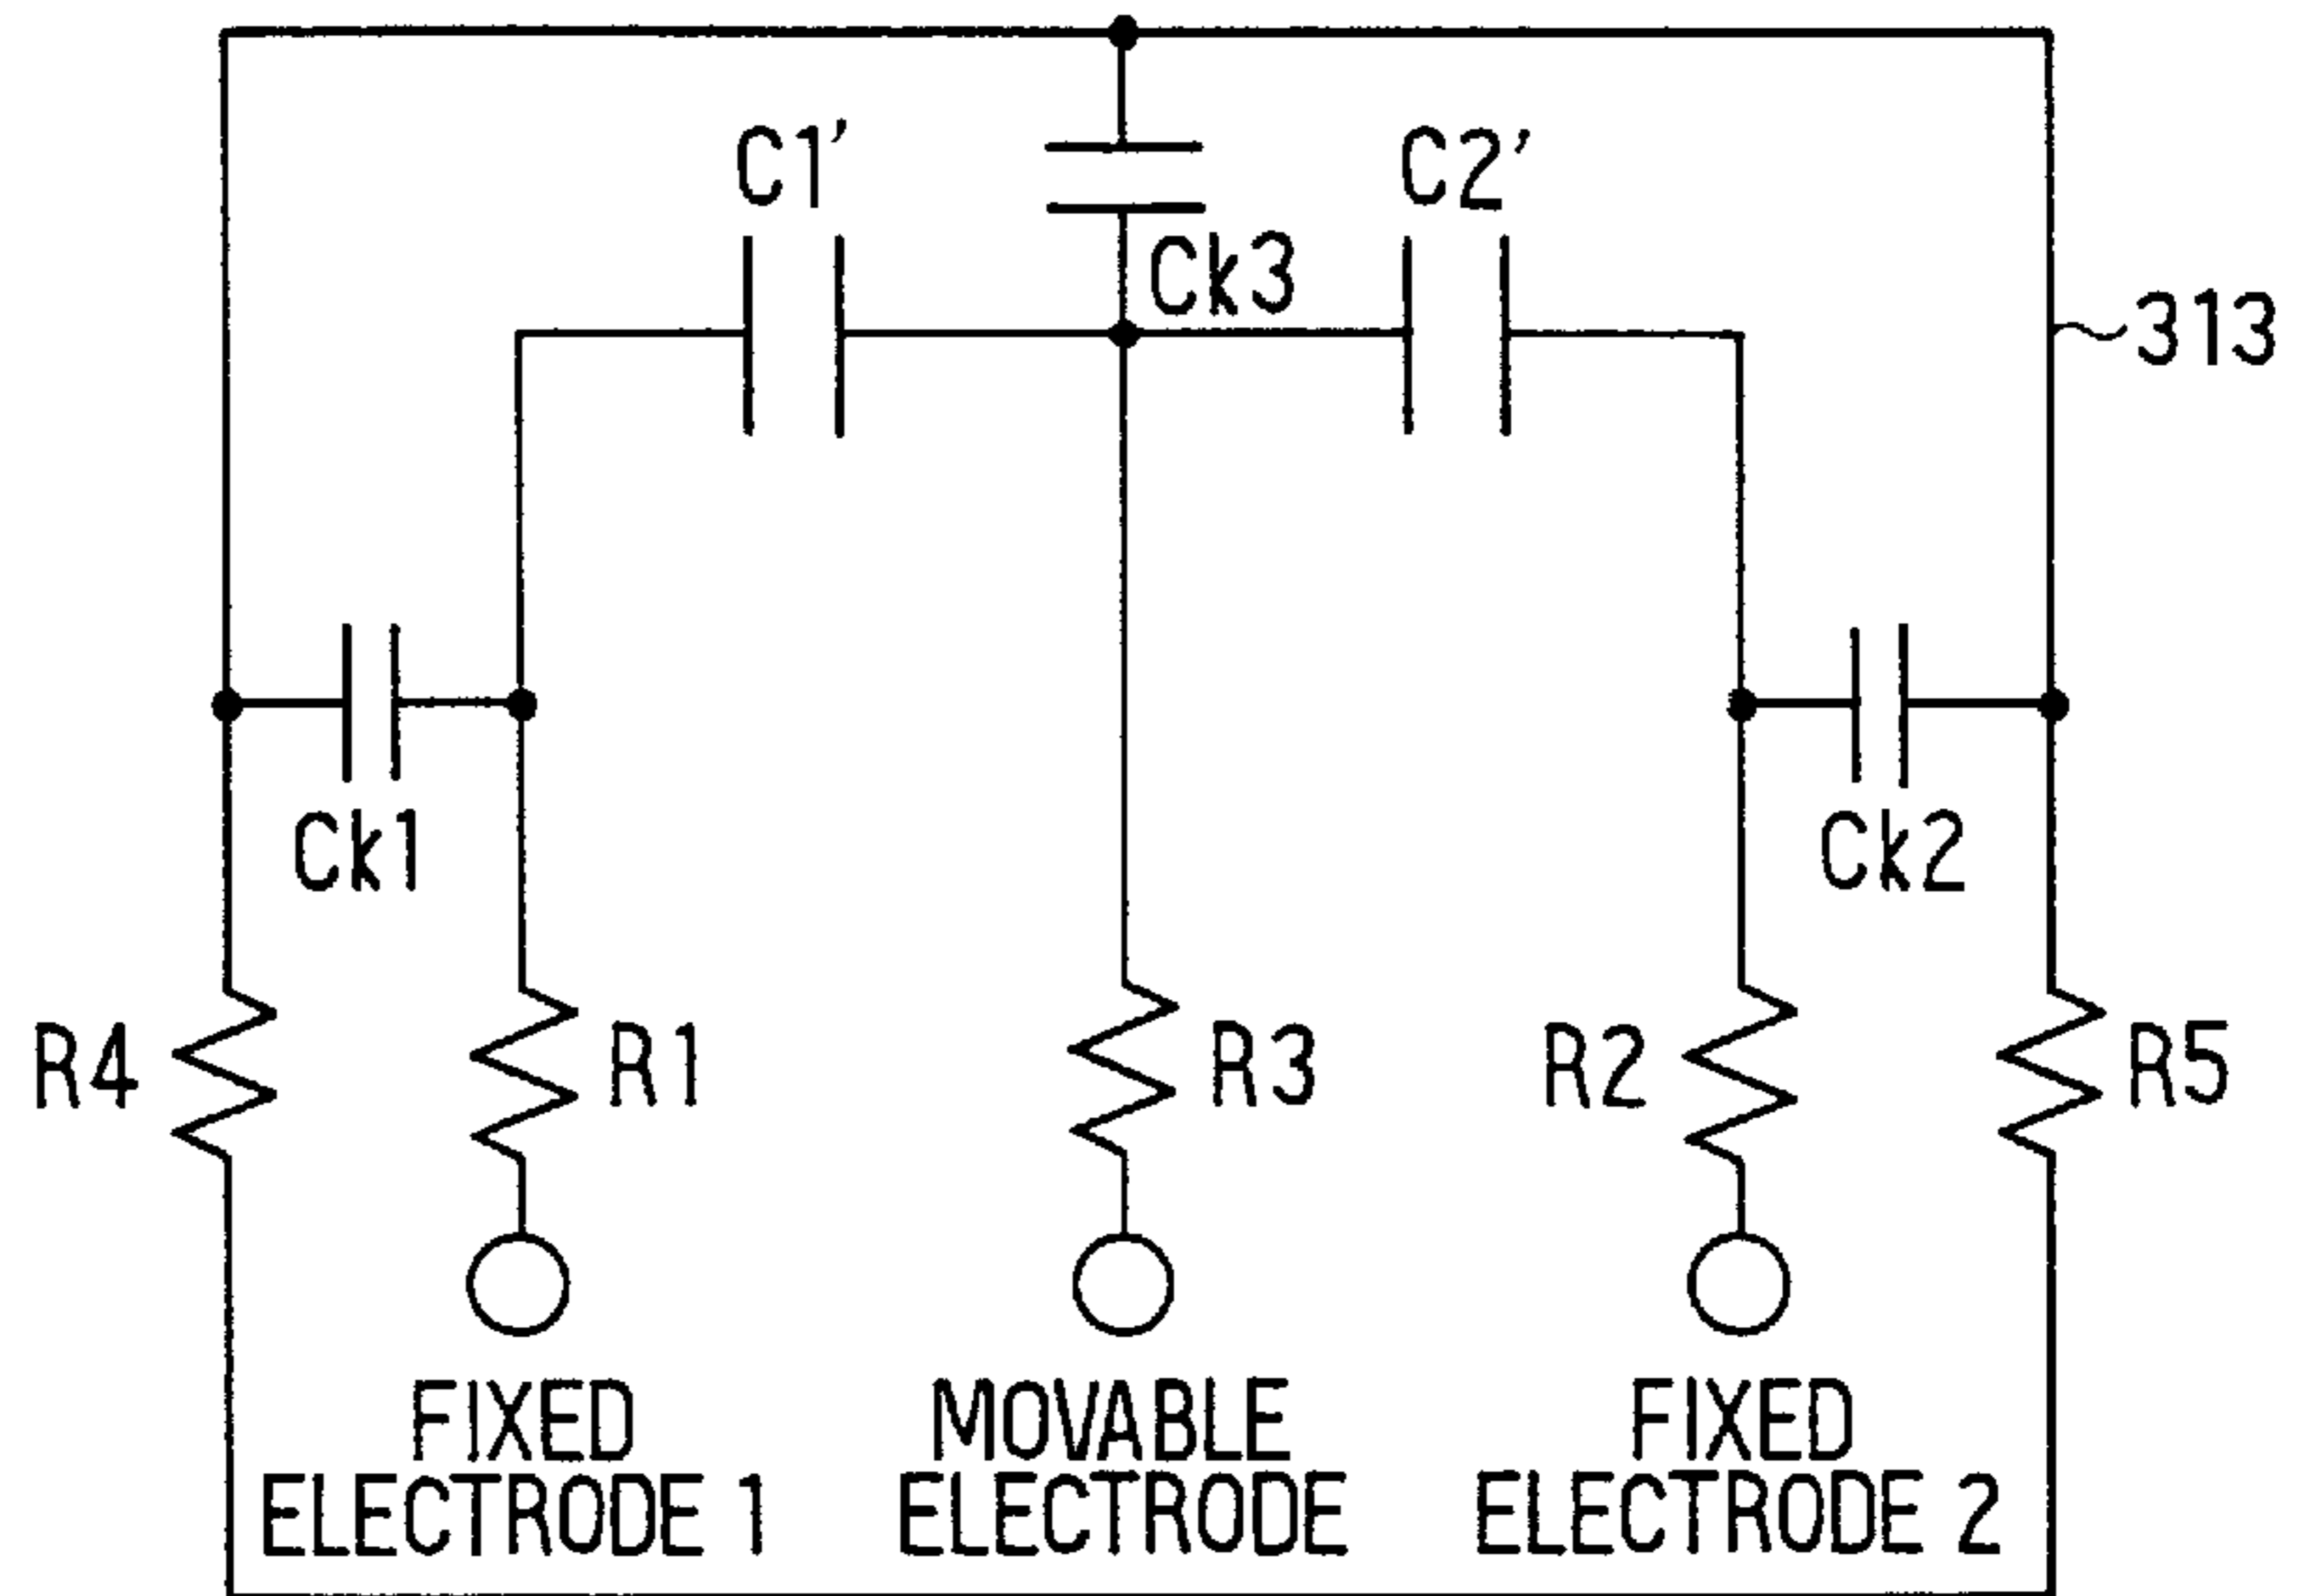 C1′
C2′
Ck3
313
Ck1
Ck2
R4
R1
R3
R2
R5
FIXED
ELECTRODE 1
MOVABLE
ELECTRODE
FIXED
ELECTRODE 2